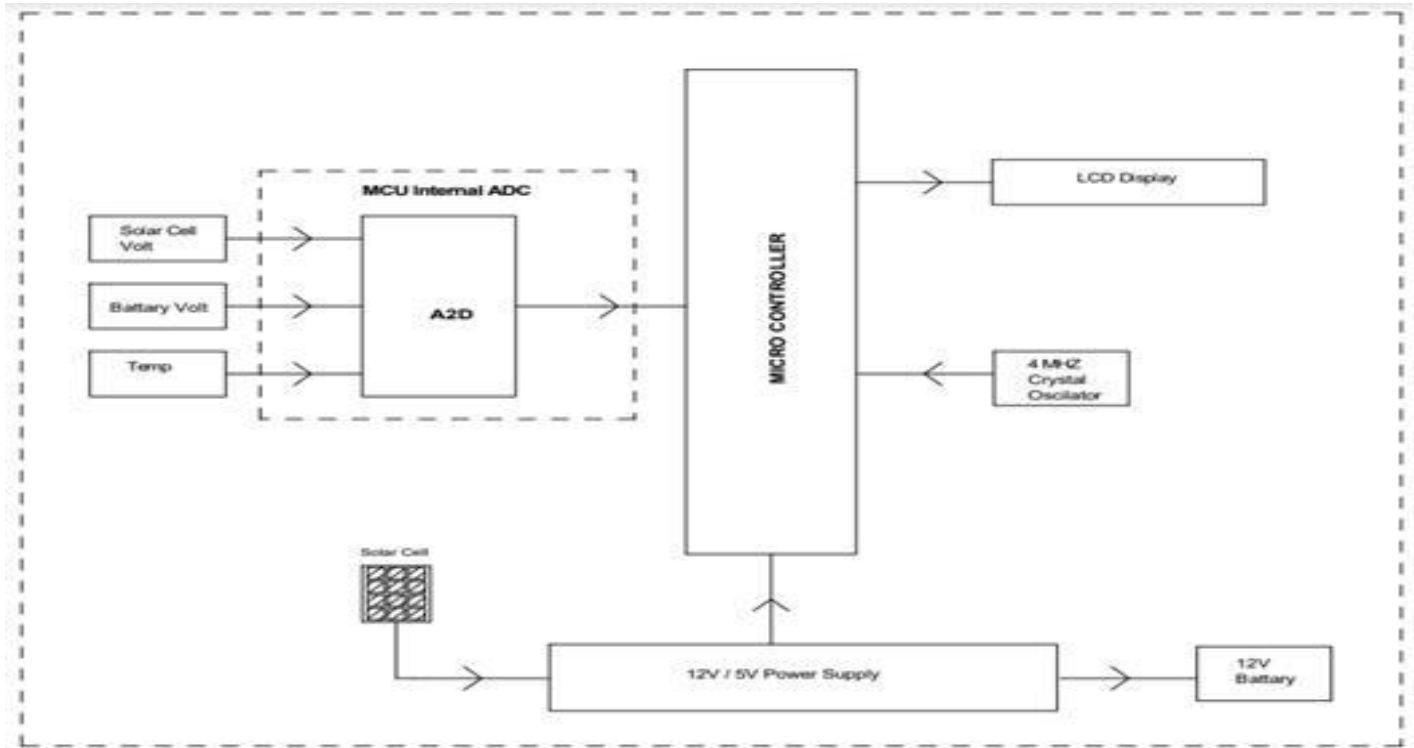 MCU Internal ADC
Solar Cell
Volt
Battary Volt
Temp
A2D
MICRO CONTROLLER
LCD Display
4 MHZ
Crystal
Oscilator
Solar Cell
12V / 5V Power Supply
12V
Battary